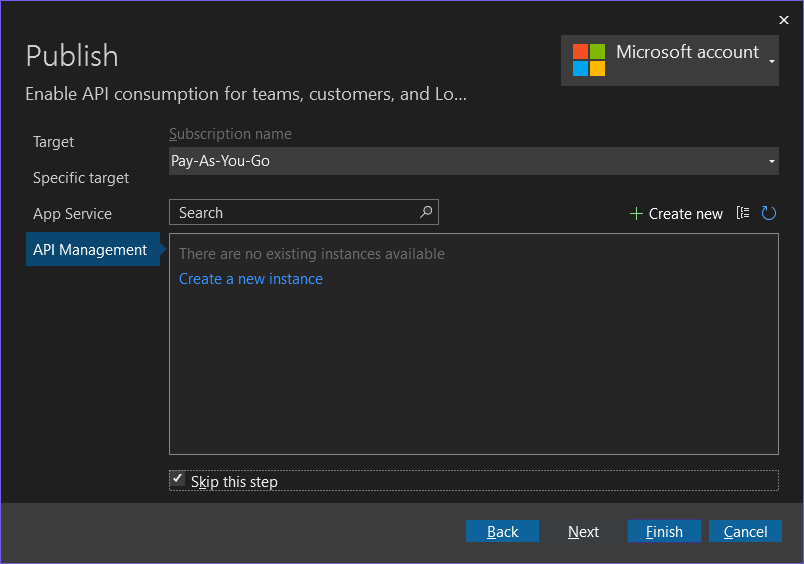 Publish
Microsoft account
Enable API consumption for teams, customers, and Lo...
Target
Specific target
App Service
API Management
Subscription name
Pay-As-You-Go
Search
Create new
There are no existing instances available
Create a new instance
Skip this step
Back
Next
Finish
Cancel